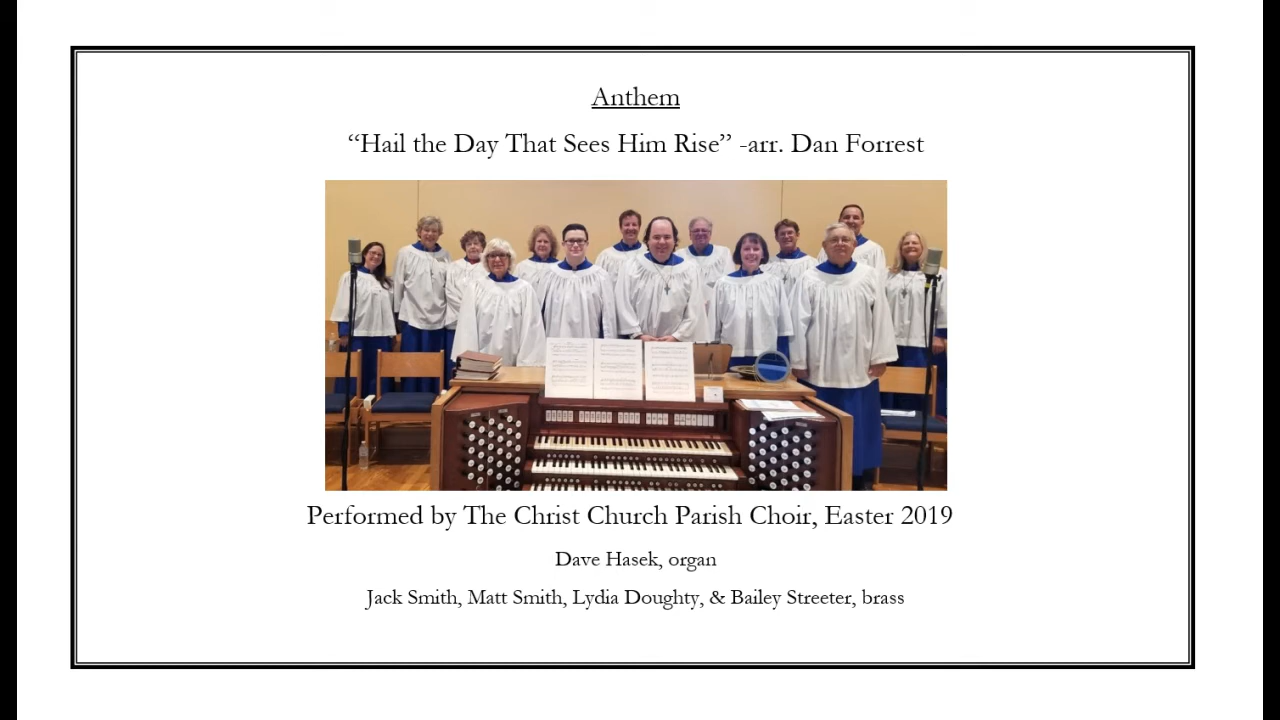 Anthem
“Hail the Day That Sees Him Rise” -arr. Dan Forrest
Performed by The Christ Church Parish Choir, Easter 2019
Dave Hasek, organ
Jack Smith, Matt Smith, Lydia Doughty, & Bailey Streeter, brass